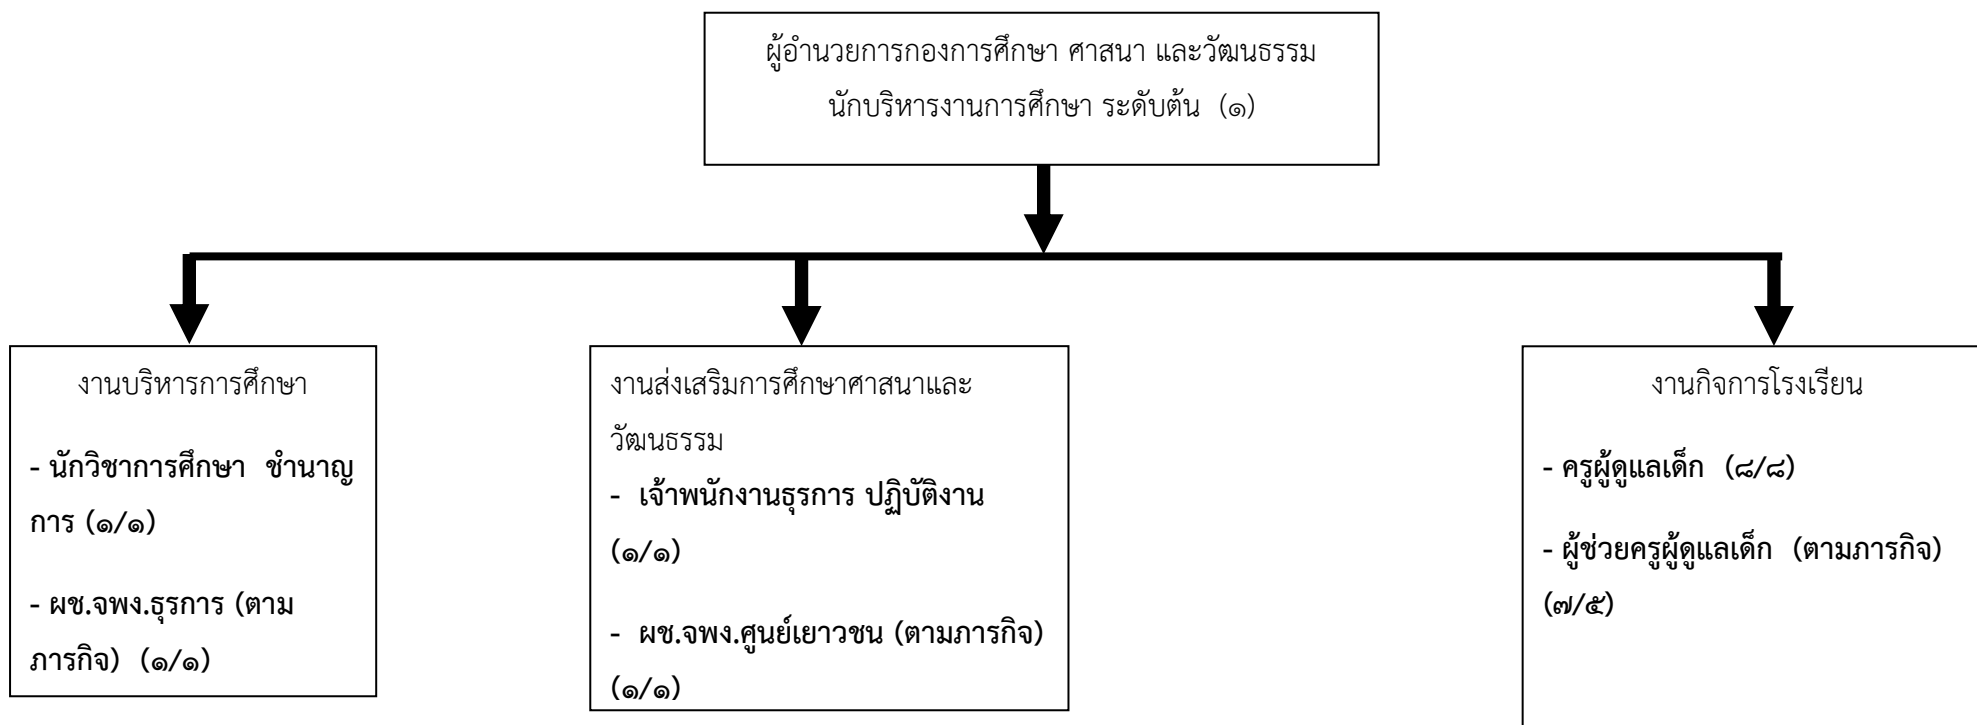 ผู้อำนวยการกองการศึกษา ศาสนา และวัฒนธรรม
นักบริหารงานการศึกษา ระดับต้น (๑)
งานบริหารการศึกษา
- นักวิชาการศึกษา ชำนาญ
การ (๑/๑)
- ผช.จพง.ธุรการ (ตาม
ภารกิจ) (๑/๑)
งานส่งเสริมการศึกษาศาสนาและ
วัฒนธรรม
- เจ้าพนักงานธุรการ ปฏิบัติงาน
(๑/๑)
- ผช.จพง.ศูนย์เยาวชน (ตามภารกิจ)
(๑/๑)
งานกิจการโรงเรียน
- ครูผู้ดูแลเด็ก (๘/๘)
- ผู้ช่วยครูผู้ดูแลเด็ก (ตามภารกิจ)
(๗/๕)